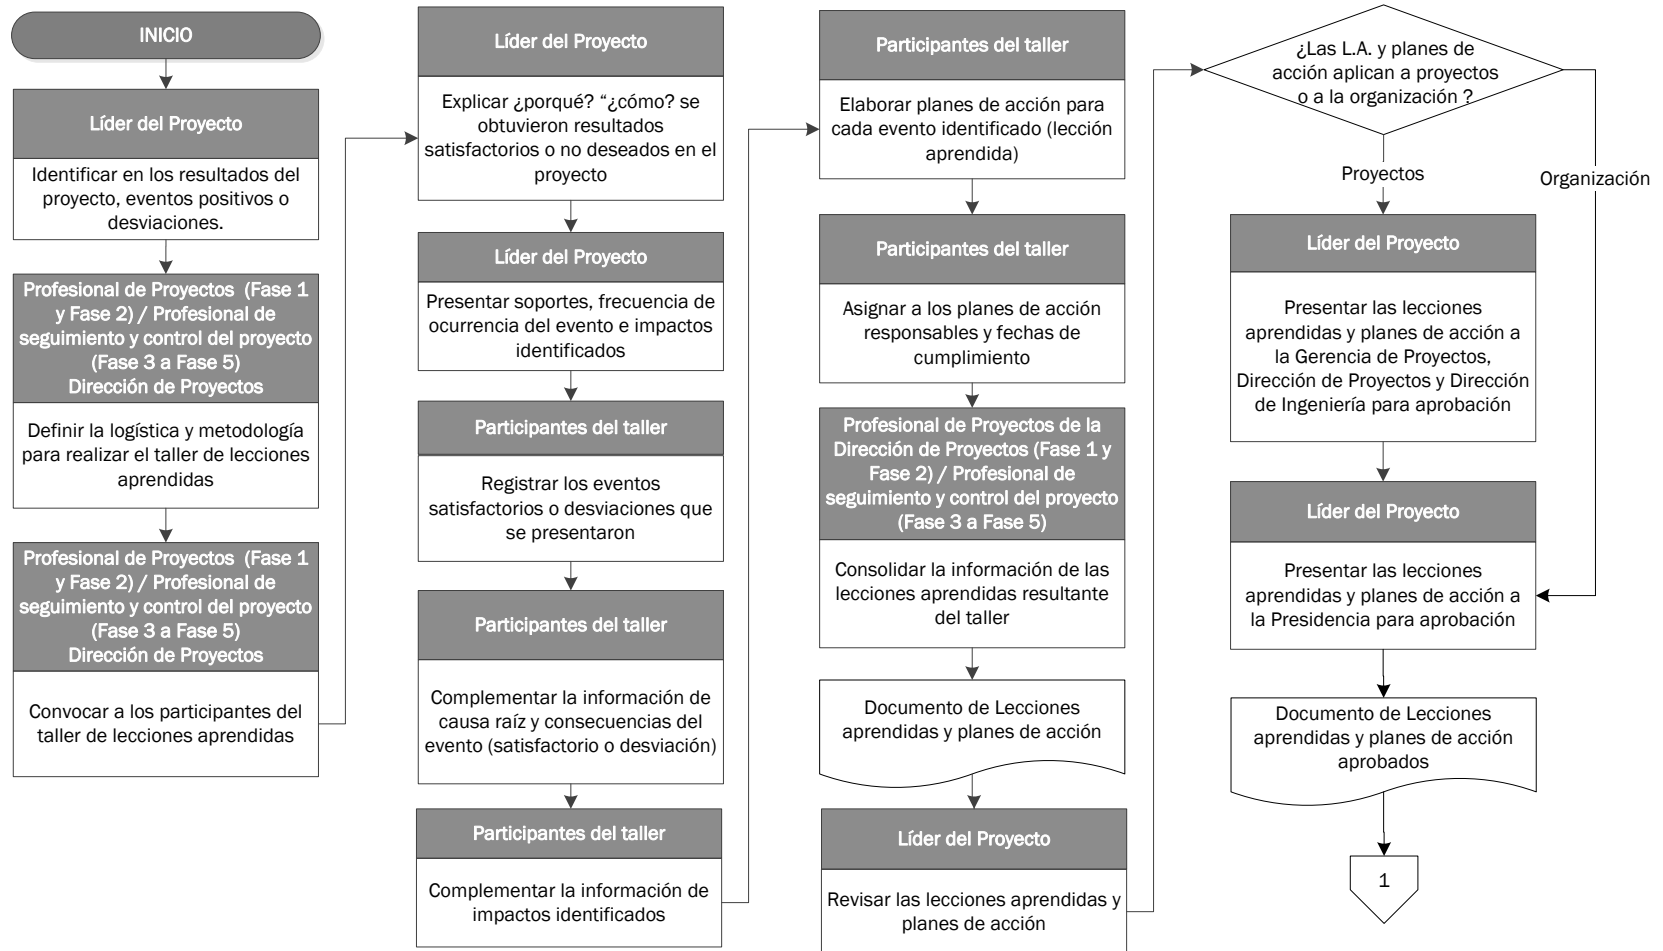 INICIO
Líder del Proyecto
Identificar en los resultados del
proyecto, eventos positivos o
desviaciones.
Profesional de Proyectos (Fase 1
y Fase 2) / Profesional de
seguimiento y control del proyecto
(Fase 3 a Fase 5)
Dirección de Proyectos
Definir la logística y metodología
para realizar el taller de lecciones
aprendidas
Profesional de Proyectos (Fase 1
y Fase 2) / Profesional de
seguimiento y control del proyecto
(Fase 3 a Fase 5)
Dirección de Proyectos
Convocar a los participantes del
taller de lecciones aprendidas
Líder del Proyecto
Explicar ¿porqué? “¿cómo? se
obtuvieron resultados
satisfactorios o no deseados en el
proyecto
Líder del Proyecto
Presentar soportes, frecuencia de
ocurrencia del evento e impactos
identificados
Participantes del taller
Registrar los eventos
satisfactorios o desviaciones que
se presentaron
Participantes del taller
Complementar la información de
causa raíz y consecuencias del
evento (satisfactorio o desviación)
Participantes del taller
Complementar la información de
impactos identificados
Participantes del taller
Elaborar planes de acción para
cada evento identificado (lección
aprendida)
Participantes del taller
Asignar a los planes de acción
responsables y fechas de
cumplimiento
Profesional de Proyectos de la
Dirección de Proyectos (Fase 1 y
Fase 2) / Profesional de
seguimiento y control del proyecto
(Fase 3 a Fase 5)
Consolidar la información de las
lecciones aprendidas resultante
del taller
Documento de Lecciones
aprendidas y planes de acción
Líder del Proyecto
Revisar las lecciones aprendidas y
planes de acción
¿Las L.A. y planes de
acción aplican a proyectos
o a la organización ?
Proyectos
Organización
Líder del Proyecto
Presentar las lecciones
aprendidas y planes de acción a
la Gerencia de Proyectos,
Dirección de Proyectos y Dirección
de Ingeniería para aprobación
Líder del Proyecto
Presentar las lecciones
aprendidas y planes de acción a
la Presidencia para aprobación
Documento de Lecciones
aprendidas y planes de acción
aprobados
1